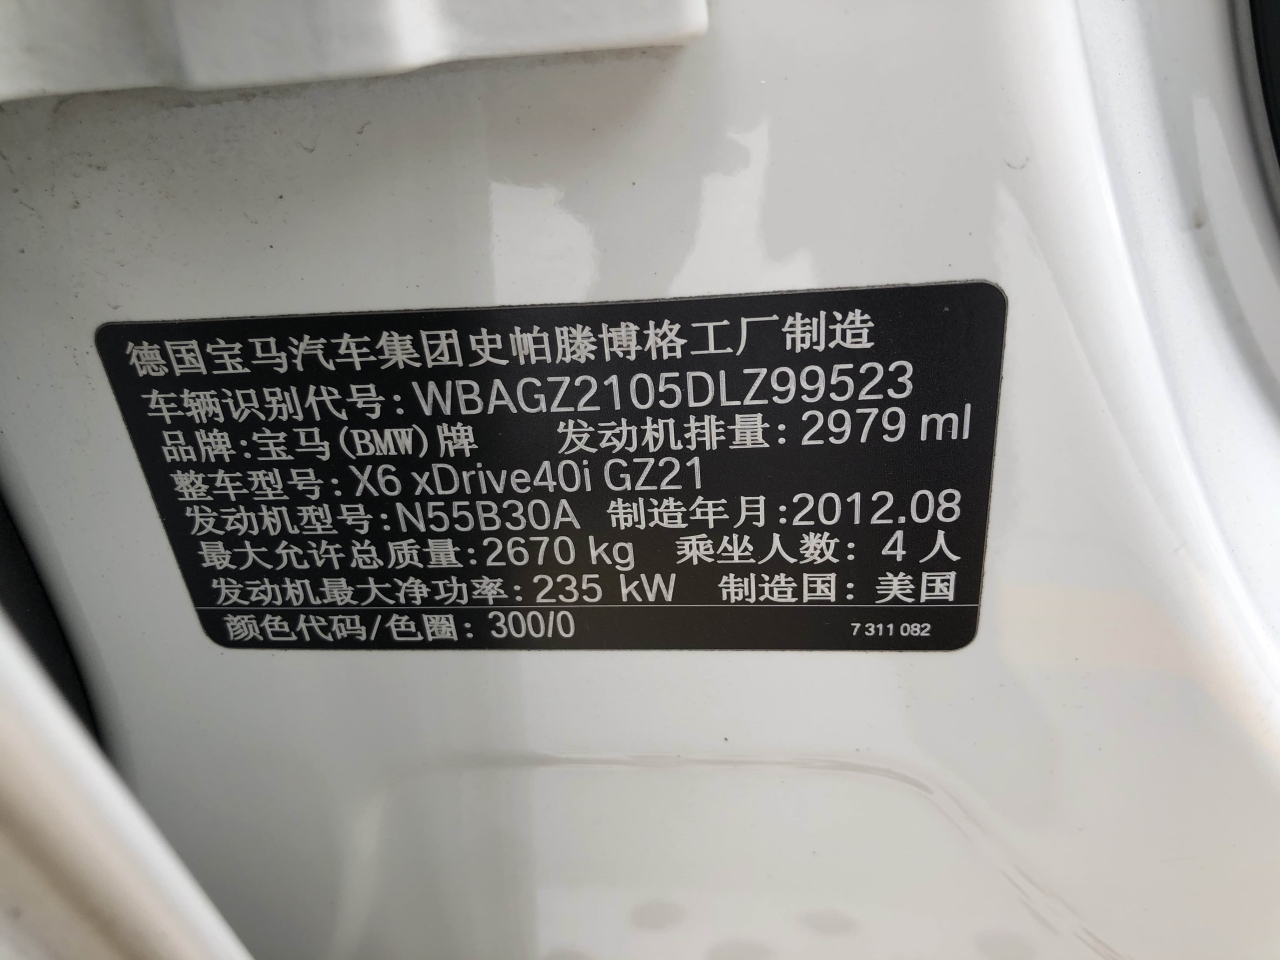 德国宝马汽车集团史帕滕博格工厂制造
车辆识别代号: WBAGZ2105DLZ99523
品牌:宝马(BMW)牌 发动机排量: 2979 ml
整车型号: X6 xDrive40i GZ21
发动机型号: N55B30A 制造年月:2012.08
最大允许总质量: 2670 kg 乘坐人数: 4 人
发动机最大净功率: 235 kW 制造国: 美国
颜色代码/色圈: 300/0 7 311 082